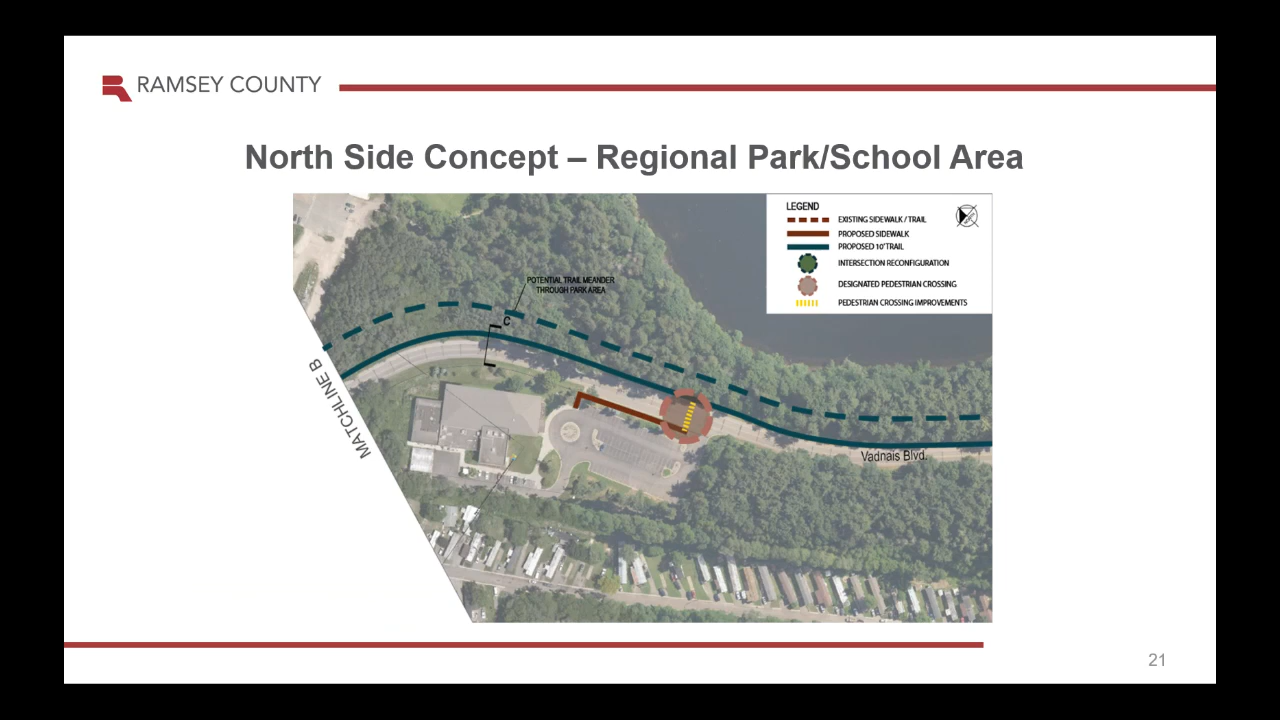 RAMSEY COUNTY
North Side Concept – Regional Park/School Area
LEGEND
EXISTING SIDEWALK / TRAIL
PROPOSED SIDEWALK
PROPOSED 10' TRAIL
INTERSECTION RECONFIGURATION
DESIGNATED PEDESTRIAN CROSSING
PEDESTRIAN CROSSING IMPROVEMENTS
POTENTIAL TRAIL MEANDER
THROUGH PARK AREA
C
MATCHLINE B
Vadnais Blvd.
21